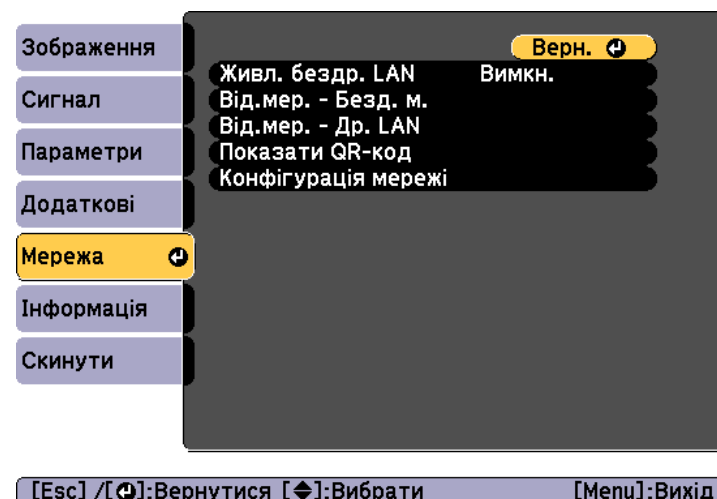 Зображення
Сигнал
Параметри
Додаткові
Мережа
Інформація
Скинути
Верн.
Живл. бездр. LAN Вимкн.
Від.мер. - Безд. м.
Від.мер. - Др. LAN
Показати QR-код
Конфігурація мережі
[Esc] /[⏎]:Вернутися [◆]:Вибрати [Menu]:Вихід